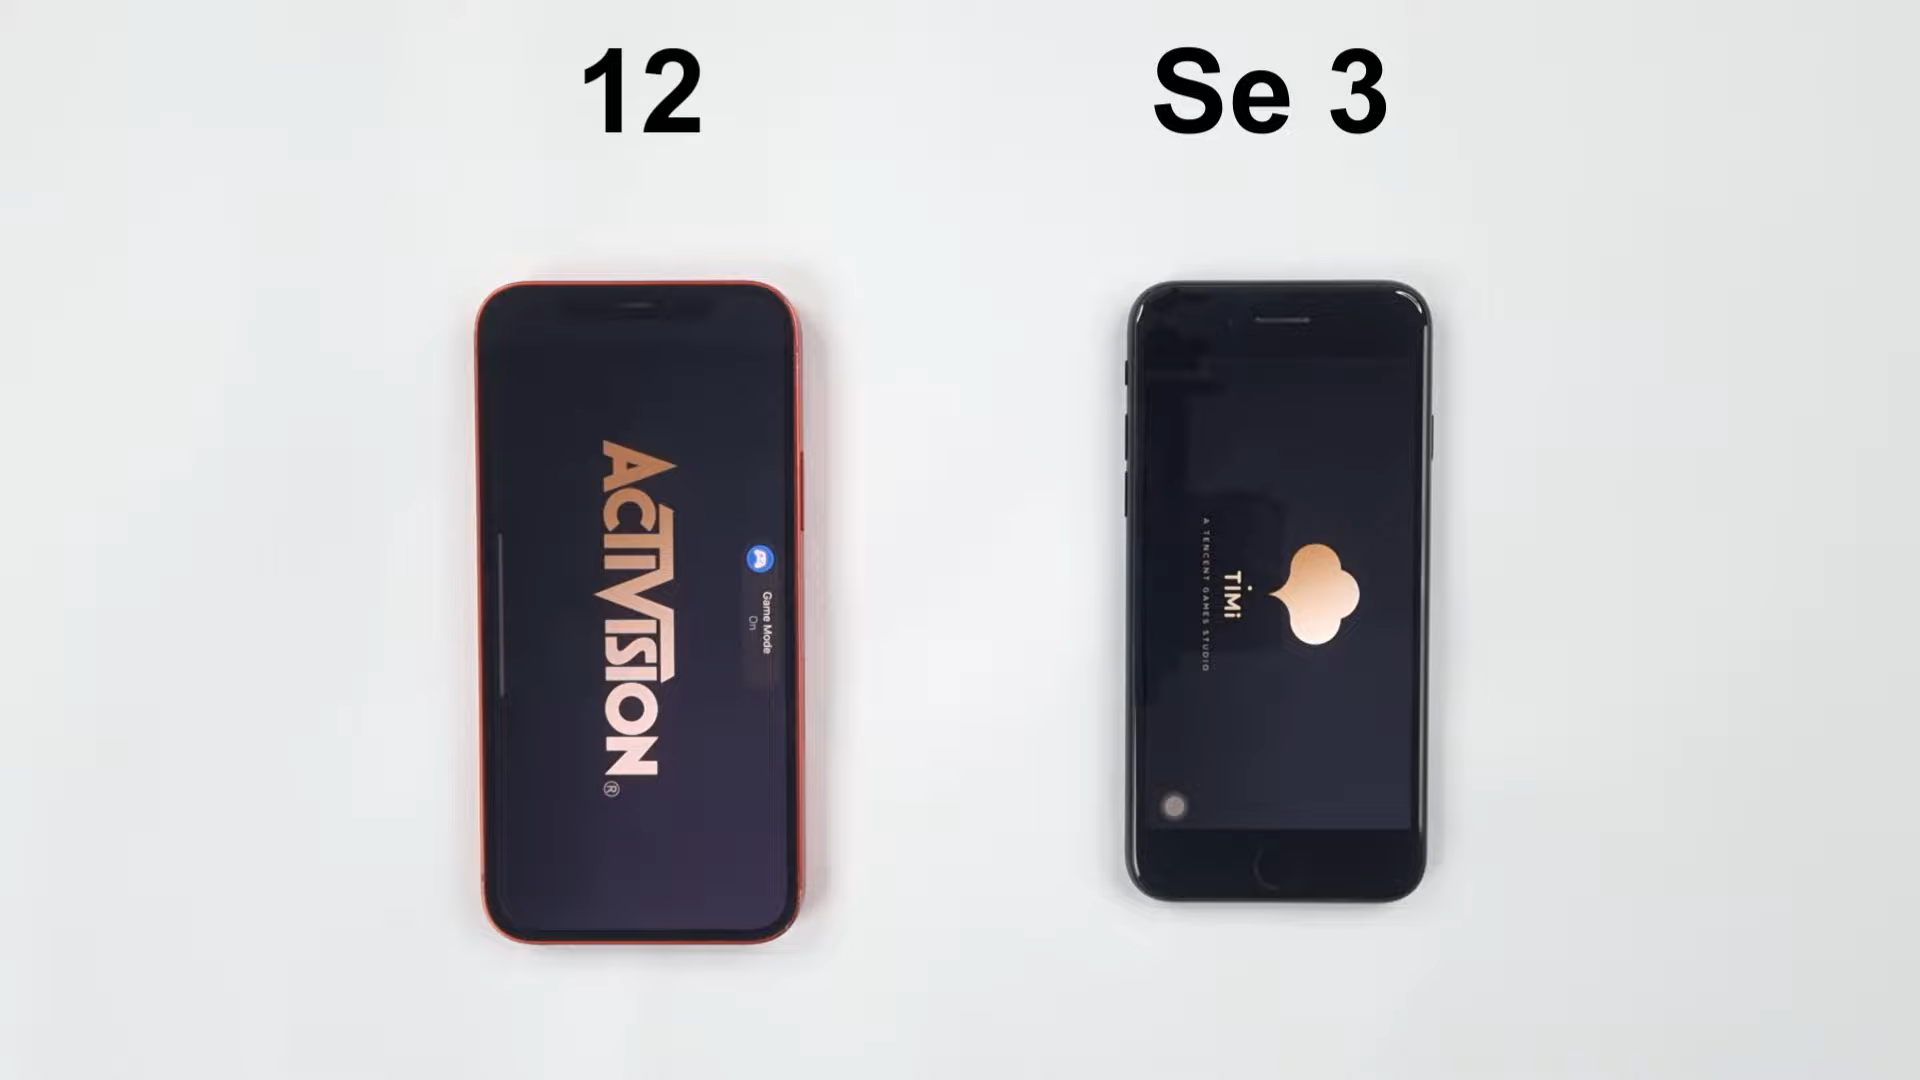 12
Se 3
ACTIVISION®
Game Mode
On
TiMi
A TENCENT GAMES STUDIO